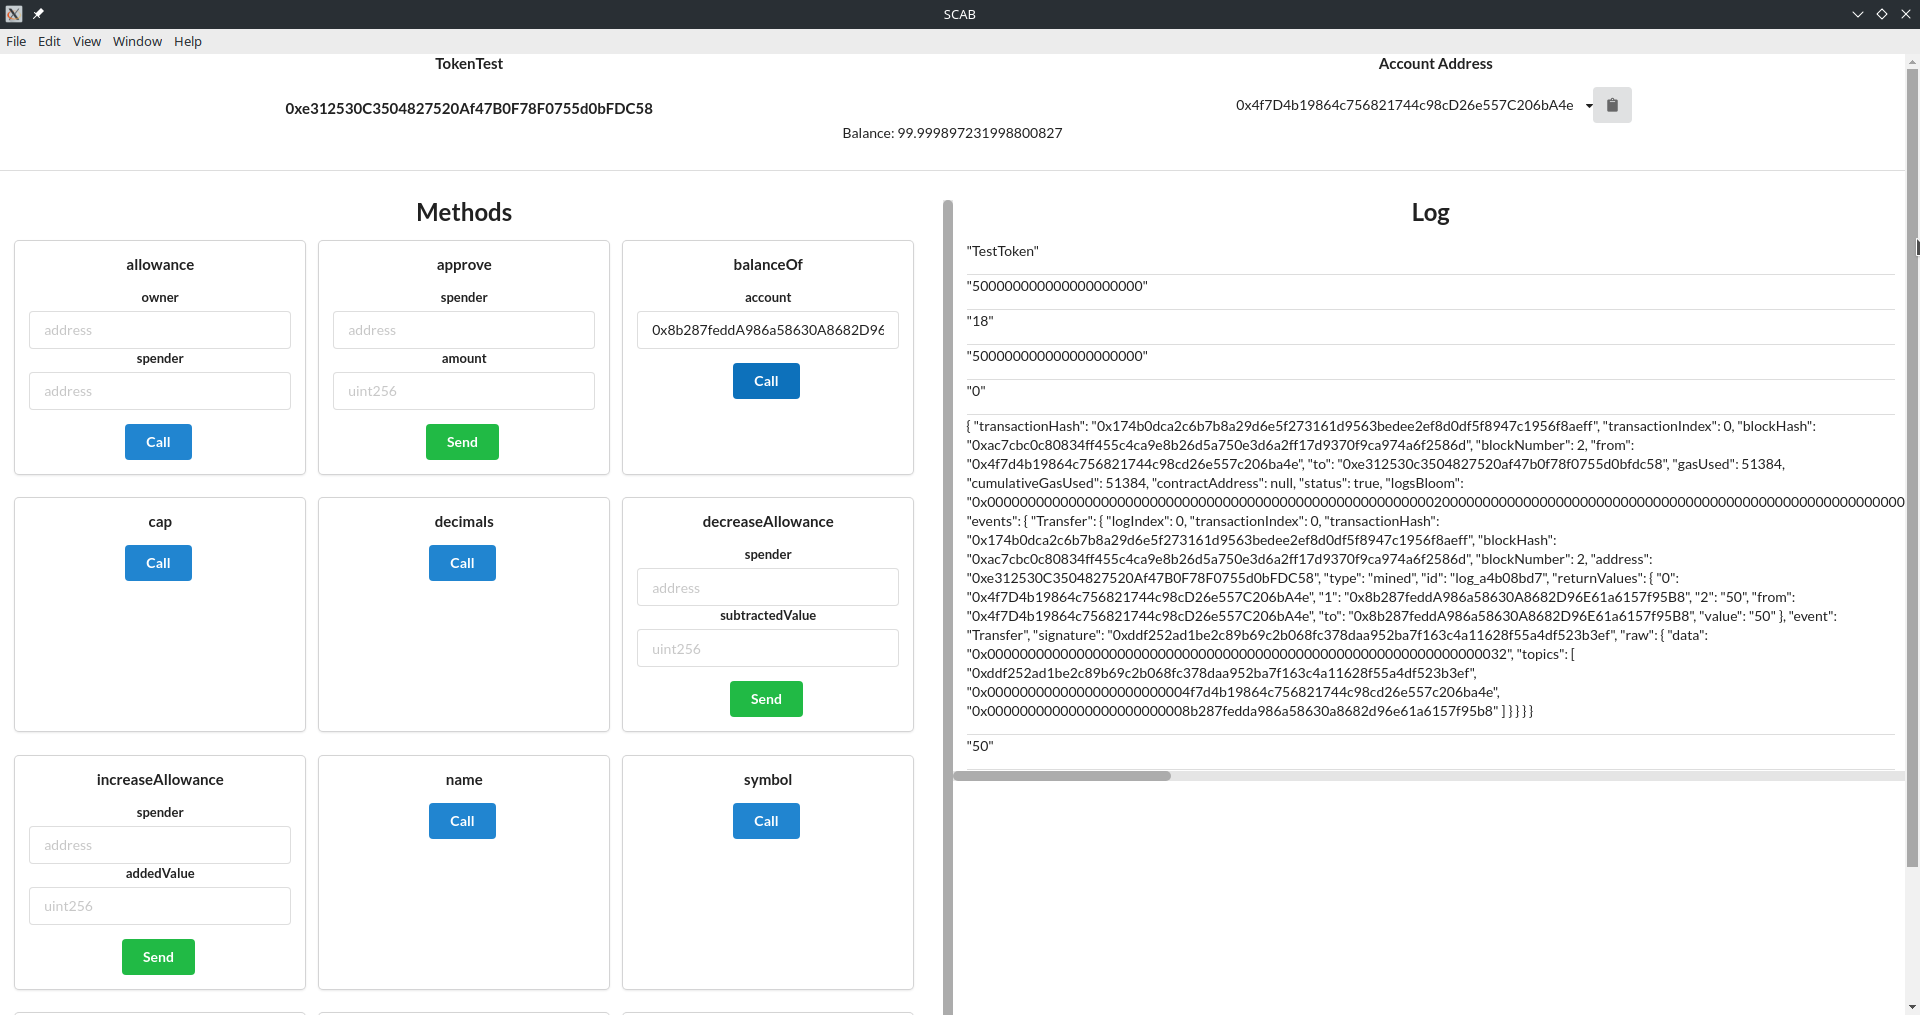 SCAB
File Edit View Window Help
TokenTest
0xe312530C3504827520Af47B0F78F0755d0bFDC58
Account Address
0x4f7D4b19864c756821744c98cD26e557C206bA4e
Balance: 99.999897231998800827
Methods
allowance
owner
address
spender
address
Call
approve
spender
address
amount
uint256
Send
balanceOf
account
0x8b287feddA986a58630A8682D96
Call
cap
Call
decimals
Call
decreaseAllowance
spender
address
subtractedValue
uint256
Send
increaseAllowance
spender
address
addedValue
uint256
Send
name
Call
symbol
Call
Log
"TestToken"
"500000000000000000000"
"18"
"500000000000000000000"
"0"
{ "transactionHash": "0x174b0dca2c6b7b8a29d6e5f273161d9563bedee2ef8d0df5f8947c1956f8aeff", "transactionIndex": 0, "blockHash":
"0xac7cbc0c80834ff455c4ca9e8b26d5a750e3d6a2ff17d9370f9ca974a6f2586d", "blockNumber": 2, "from":
"0x4f7d4b19864c756821744c98cd26e557c206ba4e", "to": "0xe312530c3504827520af47b0f78f0755d0bfdc58", "gasUsed": 51384,
"cumulativeGasUsed": 51384, "contractAddress": null, "status": true, "logsBloom":
"events": { "Transfer": { "logIndex": 0, "transactionIndex": 0, "transactionHash":
"0x174b0dca2c6b7b8a29d6e5f273161d9563bedee2ef8d0df5f8947c1956f8aeff", "blockHash":
"0xac7cbc0c80834ff455c4ca9e8b26d5a750e3d6a2ff17d9370f9ca974a6f2586d", "blockNumber": 2, "address":
"0xe312530C3504827520Af47B0F78F0755d0bFDC58", "type": "mined", "id": "log_a4b08bd7", "returnValues": { "0":
"0x4f7D4b19864c756821744c98cD26e557C206bA4e", "1": "0x8b287feddA986a58630A8682D96E61a6157f95B8", "2": "50", "from":
"0x4f7D4b19864c756821744c98cD26e557C206bA4e", "to": "0x8b287feddA986a58630A8682D96E61a6157f95B8", "value": "50" }, "event":
"Transfer", "signature": "0xddf252ad1be2c89b69c2b068fc378daa952ba7f163c4a11628f55a4df523b3ef", "raw": { "data":
"0x0000000000000000000000000000000000000000000000000000000000000032", "topics": [
"0xddf252ad1be2c89b69c2b068fc378daa952ba7f163c4a11628f55a4df523b3ef",
"0x0000000000000000000000004f7d4b19864c756821744c98cd26e557c206ba4e",
"0x0000000000000000000000008b287fedda986a58630a8682d96e61a6157f95b8" ] } } } } }
"50"